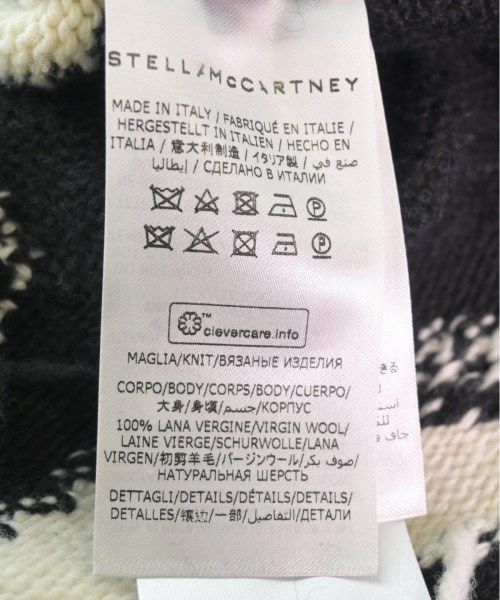 STELLA McCARTNEY
MADE IN ITALY / FABRIQUÉ EN ITALIE /
HERGESTELLT IN ITALIEN / HECHO EN
ITALIA / 意大利制造 / イタリア製 / صنع في
إيطاليا / СДЕЛАНО В ИТАЛИИ
P
P
™
clevercare.info
MAGLIA/KNIT/ВЯЗАНЫЕ ИЗДЕЛИЯ
CORPO/BODY/CORPS/BODY/CUERPO/
大身/身頃/جسم/КОРПУС
100% LANA VERGINE/VIRGIN WOOL/
LAINE VIERGE/SCHURWOLLE/LANA
VIRGEN/初剪羊毛/バージンウール/صوف بكر/
НАТУРАЛЬНАЯ ШЕРСТЬ
DETTAGLI/DETAILS/DÉTAILS/DETAILS/
DETALLES/镶边/一部/التفاصيل/ДЕТАЛИ